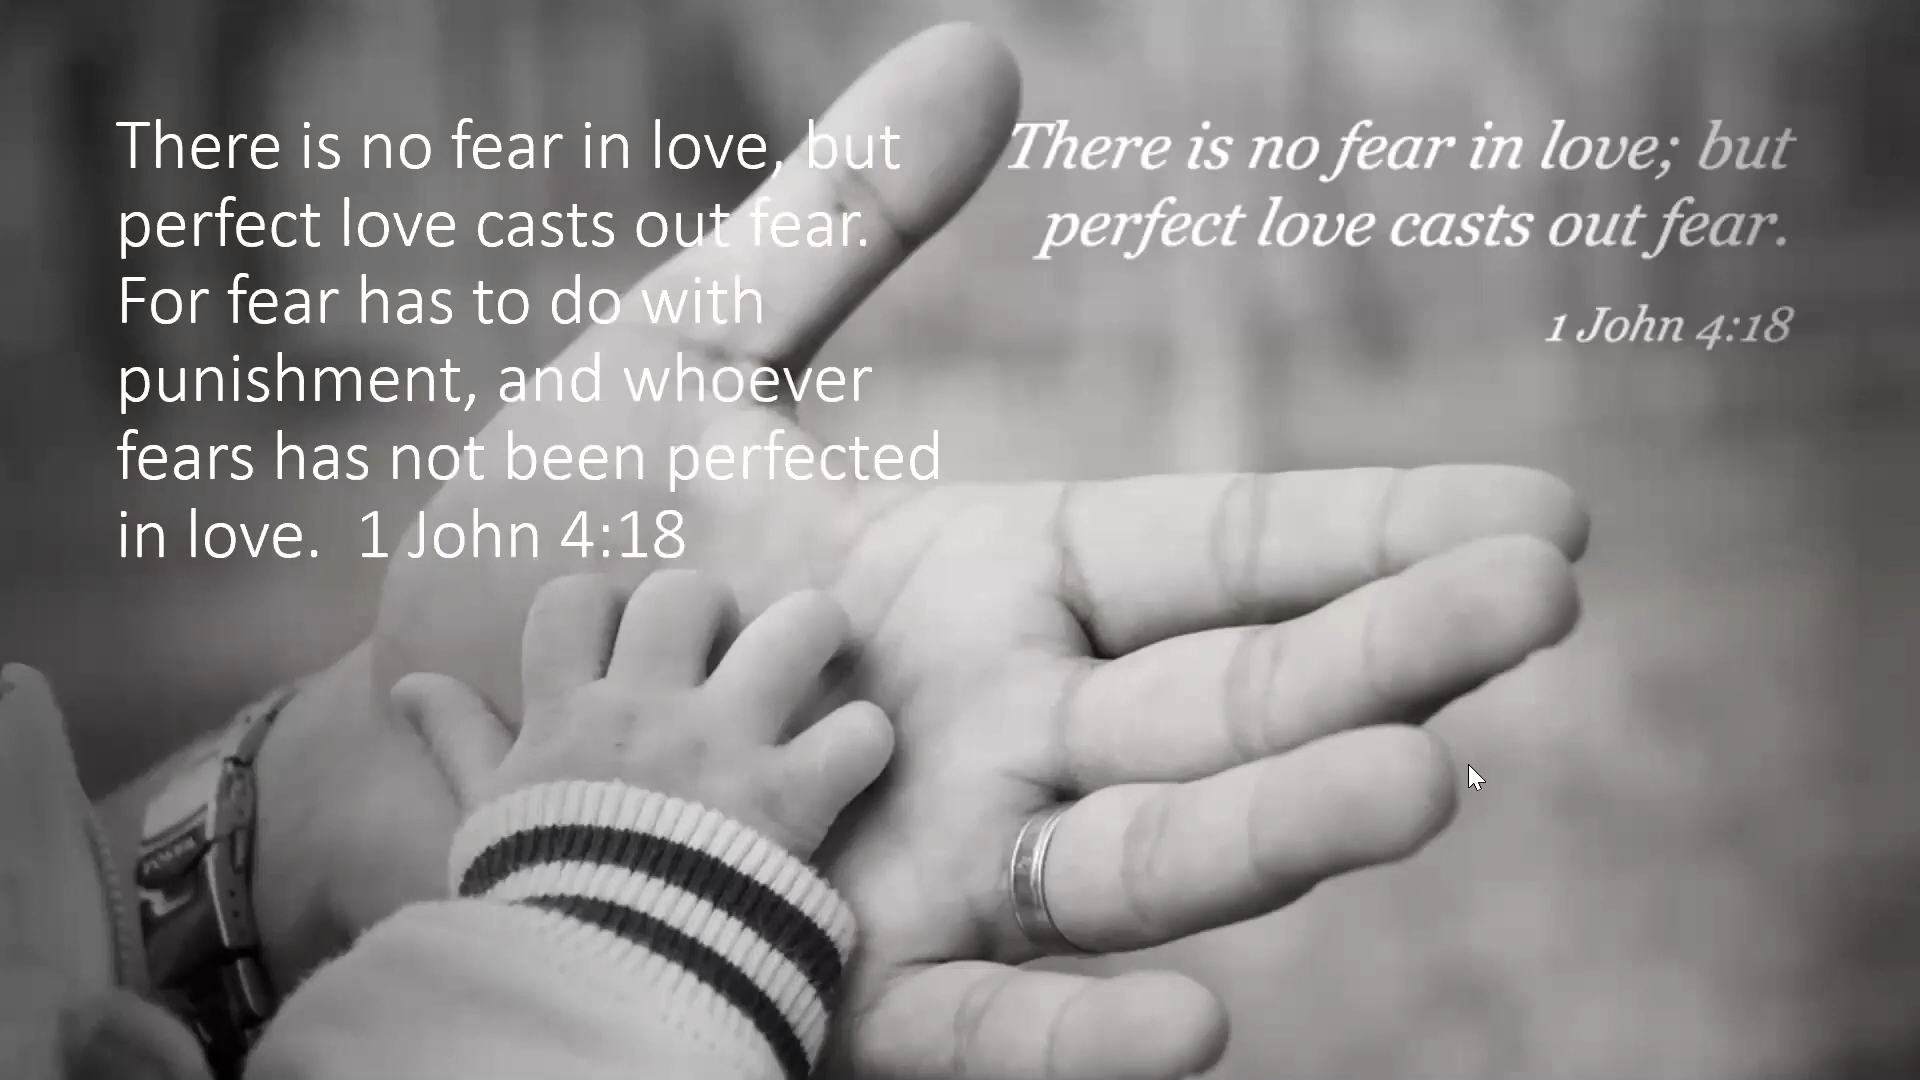 There is no fear in love, but
perfect love casts out fear.
For fear has to do with
punishment, and whoever
fears has not been perfected
in love.  1 John 4:18
There is no fear in love; but
perfect love casts out fear.
1 John 4:18